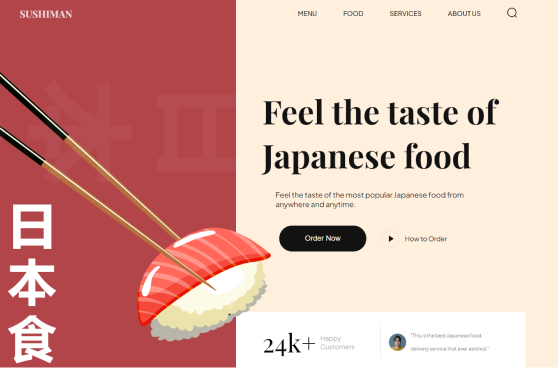 SUSHIMAN
MENU FOOD SERVICES ABOUT US
日本
Feel the taste of
Japanese food
Feel the taste of the most popular Japanese food from
anywhere and anytime.
Order Now
How to Order
日
本
食
24k+
Happy
Customers
"This is the best Japanese food
delivery service that ever existed."